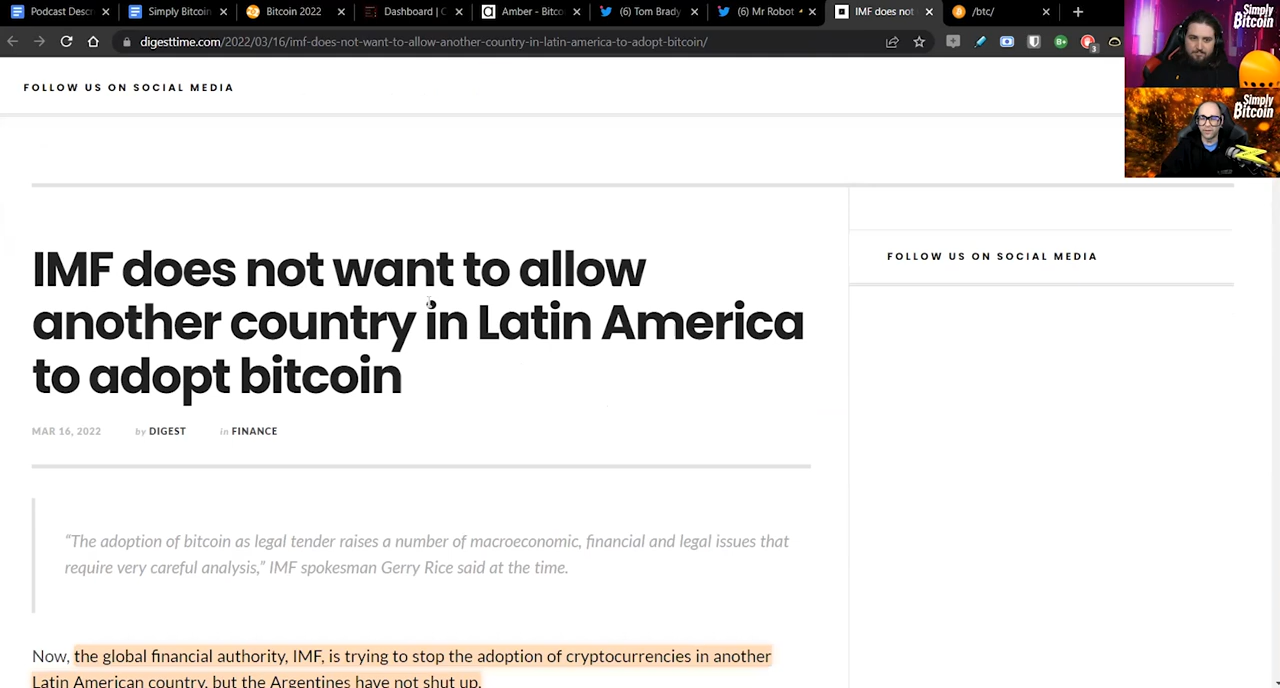 Podcast Descr
Simply Bitcoin
Bitcoin 2022
Dashboard | C
Amber - Bitco
(6) Tom Brady
(6) Mr Robot
IMF does not
/btc/
digesttime.com/2022/03/16/imf-does-not-want-to-allow-another-country-in-latin-america-to-adopt-bitcoin/
3
Simply
Bitcoin
Simply
Bitcoin
FOLLOW US ON SOCIAL MEDIA
IMF does not want to allow
another country in Latin America
to adopt bitcoin
MAR 16, 2022 by DIGEST in FINANCE
FOLLOW US ON SOCIAL MEDIA
“The adoption of bitcoin as legal tender raises a number of macroeconomic, financial and legal issues that
require very careful analysis,” IMF spokesman Gerry Rice said at the time.
Now, the global financial authority, IMF, is trying to stop the adoption of cryptocurrencies in another
Latin American country, but the Argentines have not shut up.